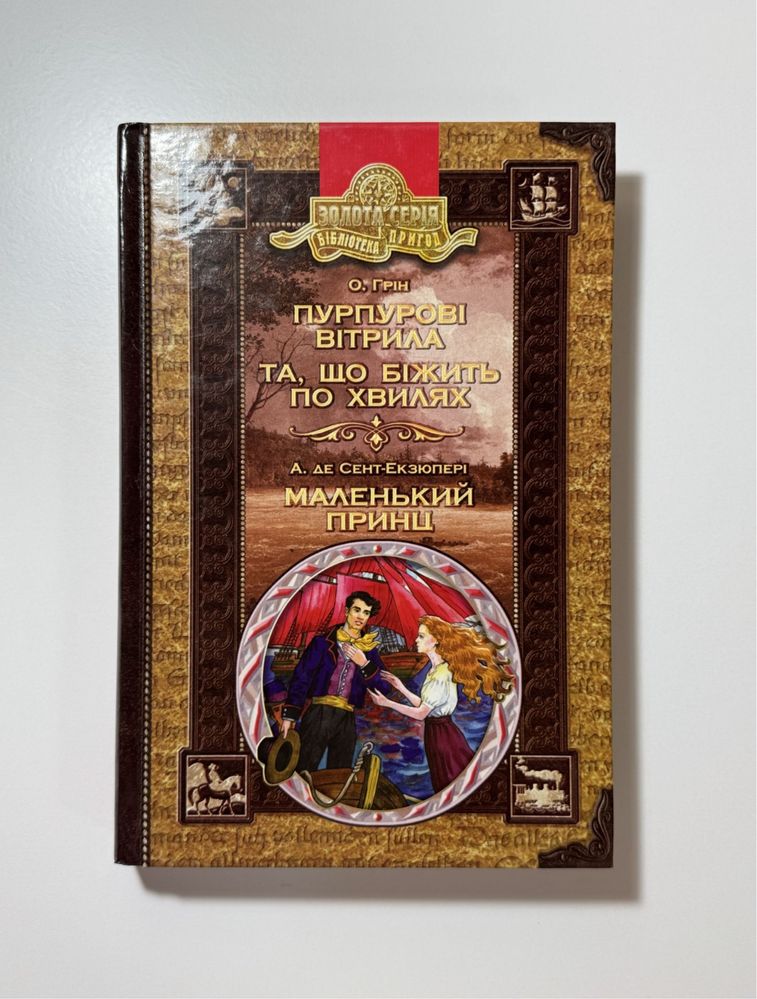 ЗОЛОТА СЕРІЯ
БІБЛІОТЕКА ПРИГОД
О. ГРІН
ПУРПУРОВІ
ВІТРИЛА
ТА, ЩО БІЖИТЬ
ПО ХВИЛЯХ
А. ДЕ СЕНТ-ЕКЗЮПЕРІ
МАЛЕНЬКИЙ
ПРИНЦ